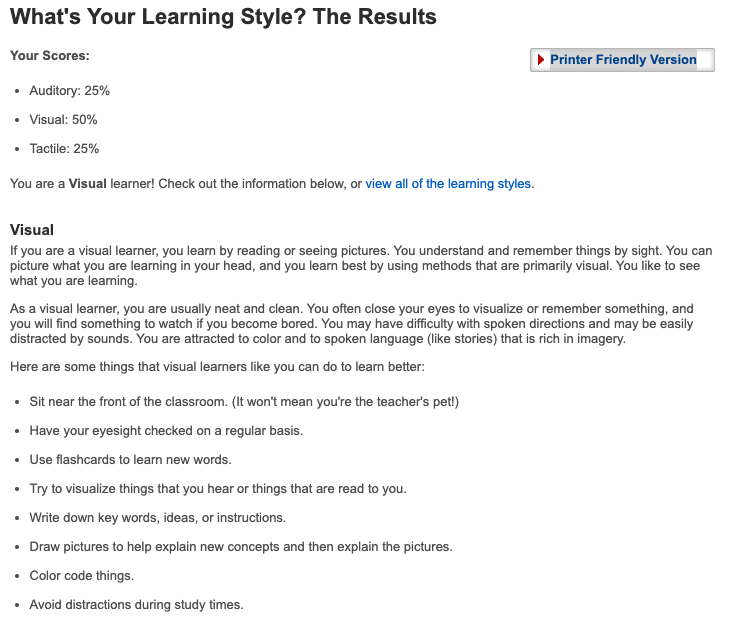 What's Your Learning Style? The Results
Your Scores:
Printer Friendly Version
• Auditory: 25%
• Visual: 50%
• Tactile: 25%
You are a Visual learner! Check out the information below, or view all of the learning styles.
Visual
If you are a visual learner, you learn by reading or seeing pictures. You understand and remember things by sight. You can
picture what you are learning in your head, and you learn best by using methods that are primarily visual. You like to see
what you are learning.
As a visual learner, you are usually neat and clean. You often close your eyes to visualize or remember something, and
you will find something to watch if you become bored. You may have difficulty with spoken directions and may be easily
distracted by sounds. You are attracted to color and to spoken language (like stories) that is rich in imagery.
Here are some things that visual learners like you can do to learn better:
• Sit near the front of the classroom. (It won't mean you're the teacher's pet!)
• Have your eyesight checked on a regular basis.
• Use flashcards to learn new words.
• Try to visualize things that you hear or things that are read to you.
• Write down key words, ideas, or instructions.
• Draw pictures to help explain new concepts and then explain the pictures.
• Color code things.
• Avoid distractions during study times.